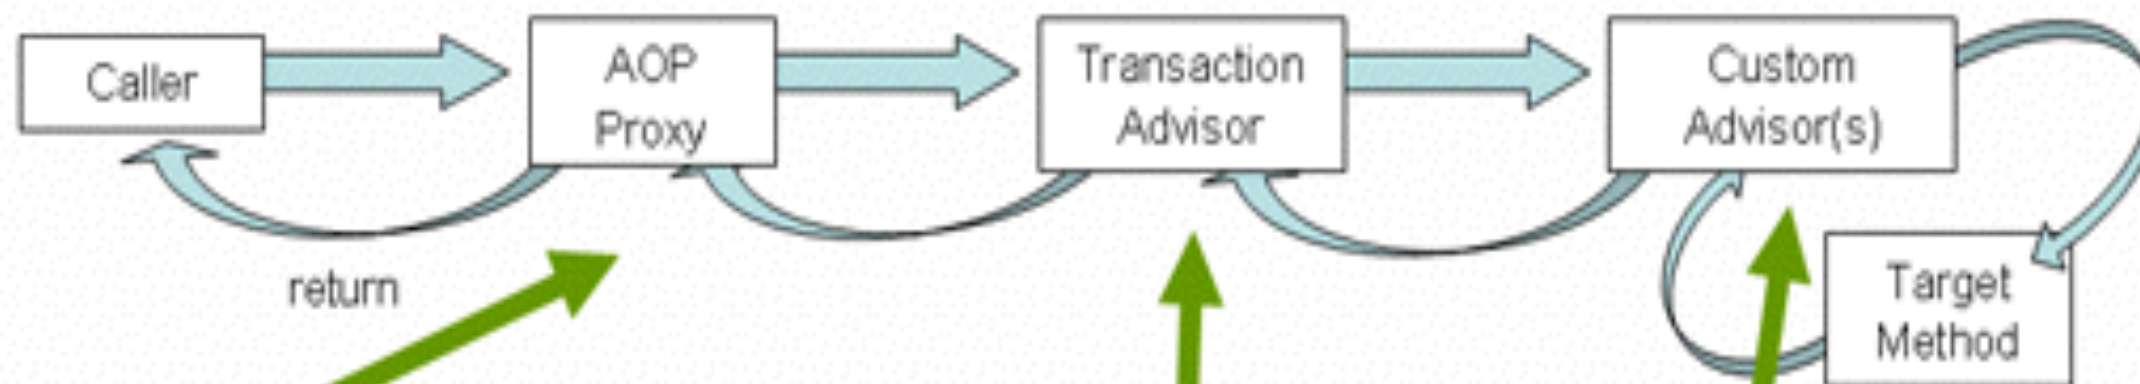 Caller
AOP
Proxy
Transaction
Advisor
Custom
Advisor(s)
return
Target
Method